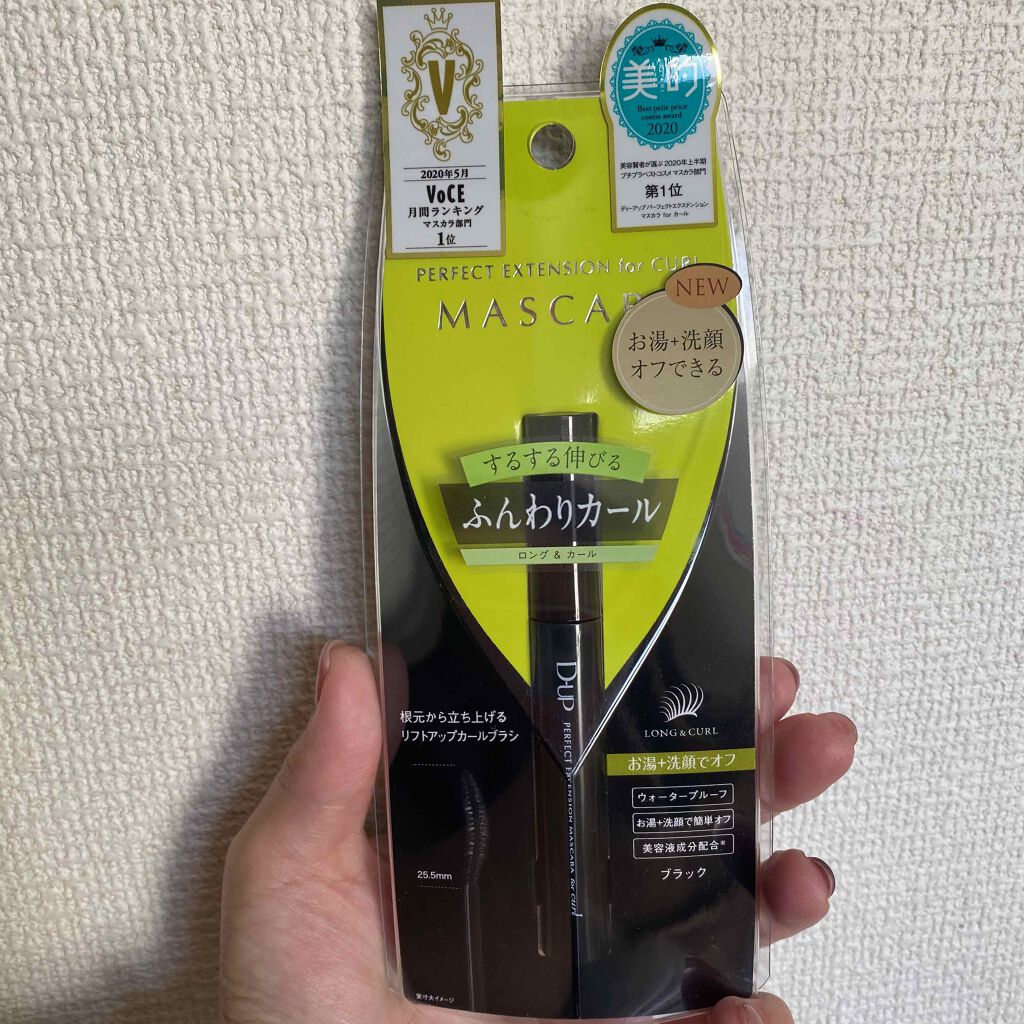 V
2020年5月
VoCE
月間ランキング
マスカラ部門
1位
美的
Best petit price
cosme award
2020
美容賢者が選ぶ2020年上半期
プチプラベストコスメ マスカラ部門
第1位
ディーアップ パーフェクトエクステンション
マスカラ for カール
PERFECT EXTENSION for CURL
MASCAR
NEW
お湯+洗顔
オフできる
するする伸びる
ふんわりカール
ロング & カール
D-UP PERFECT EXTENSION MASCARA for curl
根元から立ち上げる
リフトアップカールブラシ
25.5mm
実寸大イメージ
LONG & CURL
お湯+洗顔でオフ
ウォータープルーフ
お湯+洗顔で簡単オフ
美容液成分配合※
ブラック